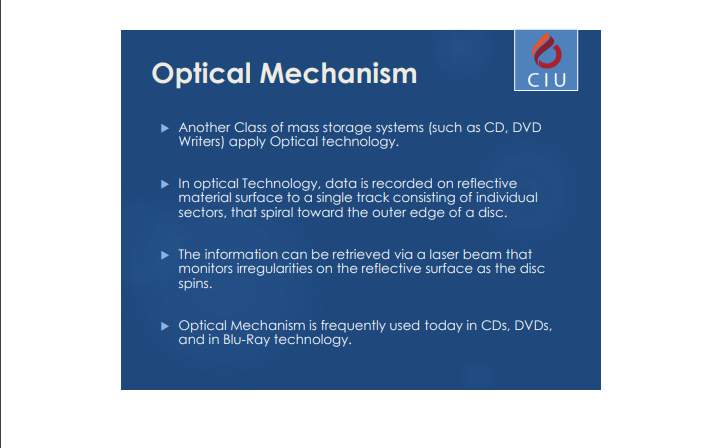 CIU
Optical Mechanism
Another Class of mass storage systems (such as CD, DVD
Writers) apply Optical technology.
In optical Technology, data is recorded on reflective
material surface to a single track consisting of individual
sectors, that spiral toward the outer edge of a disc.
The information can be retrieved via a laser beam that
monitors irregularities on the reflective surface as the disc
spins.
Optical Mechanism is frequently used today in CDs, DVDs,
and in Blu-Ray technology.